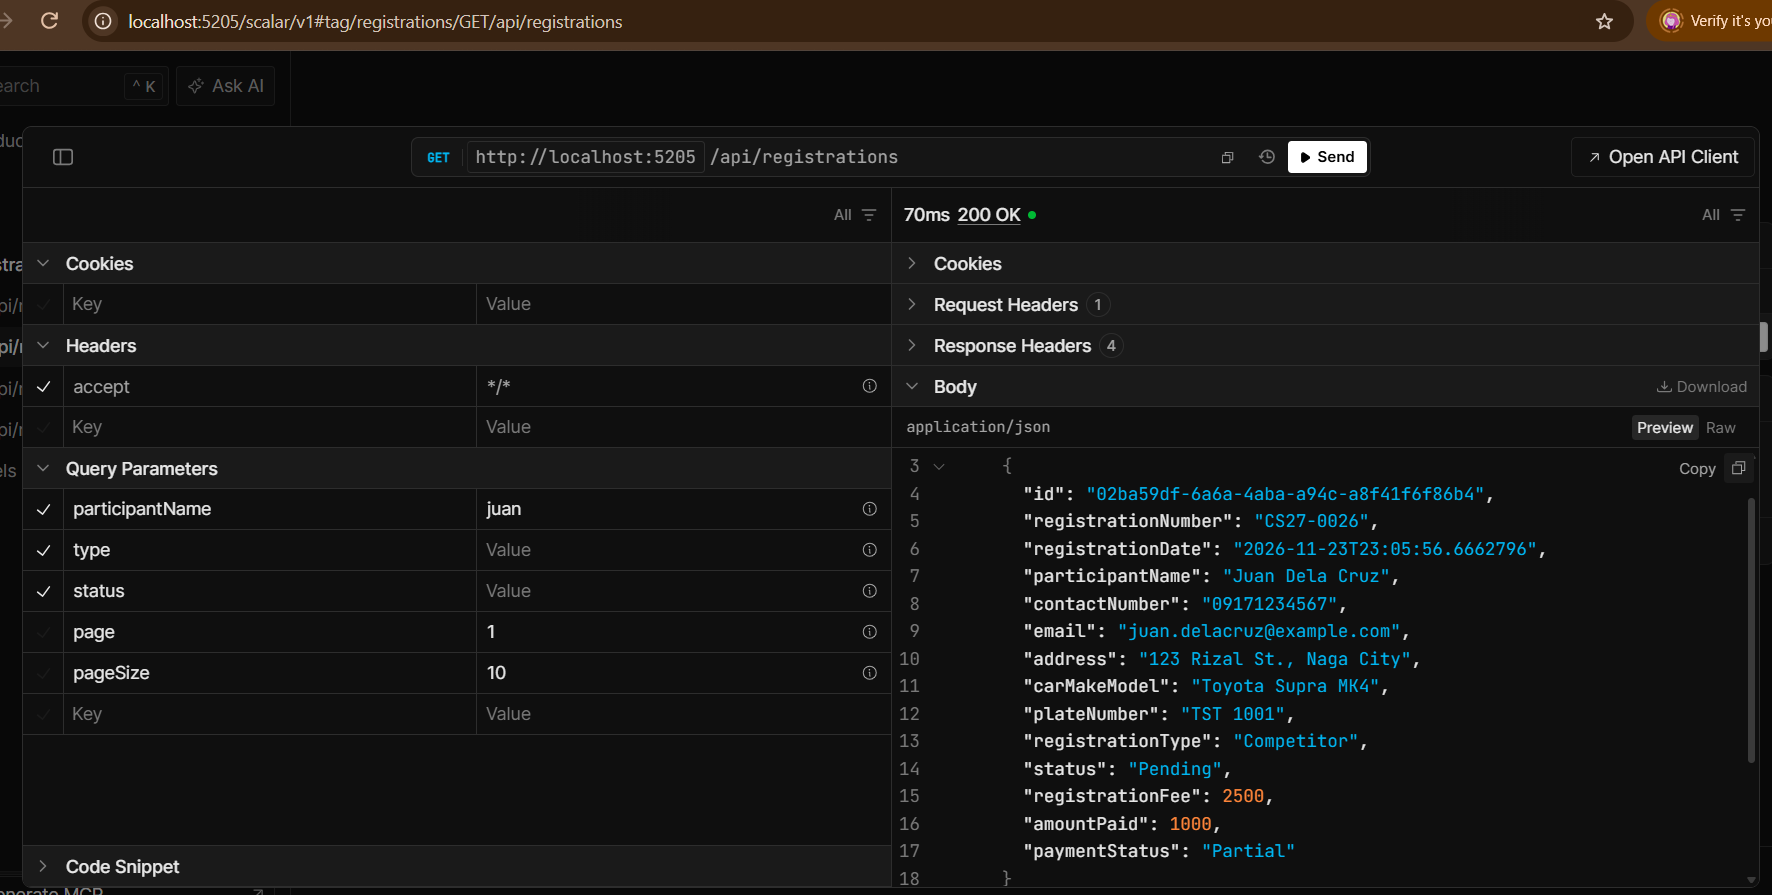 localhost:5205/scalar/v1#tag/registrations/GET/api/registrations
Verify it's yo
earch
^ K
Ask AI
GET
http://localhost:5205
/api/registrations
Send
Open API Client
All
70ms 200 OK
All
Cookies
Key
Value
Headers
accept
*/*
Key
Value
Query Parameters
participantName
juan
type
Value
status
Value
page
1
pageSize
10
Key
Value
Code Snippet
Cookies
Request Headers 1
Response Headers 4
Body
Download
application/json
Preview Raw
Copy
3 {
4 "id": "02ba59df-6a6a-4aba-a94c-a8f41f6f86b4",
5 "registrationNumber": "CS27-0026",
6 "registrationDate": "2026-11-23T23:05:56.6662796",
7 "participantName": "Juan Dela Cruz",
8 "contactNumber": "09171234567",
9 "email": "juan.delacruz@example.com",
10 "address": "123 Rizal St., Naga City",
11 "carMakeModel": "Toyota Supra MK4",
12 "plateNumber": "TST 1001",
13 "registrationType": "Competitor",
14 "status": "Pending",
15 "registrationFee": 2500,
16 "amountPaid": 1000,
17 "paymentStatus": "Partial"
18 }